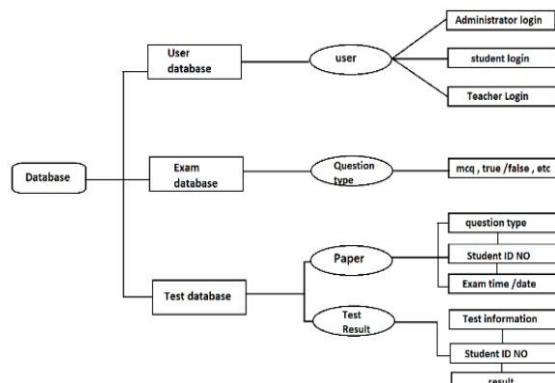 Database
User
database
user
Administrator login
student login
Teacher Login
Exam
database
Question
type
mcq , true /false , etc
Test database
Paper
question type
Student ID NO
Exam time /date
Test
Result
Test information
Student ID NO
result